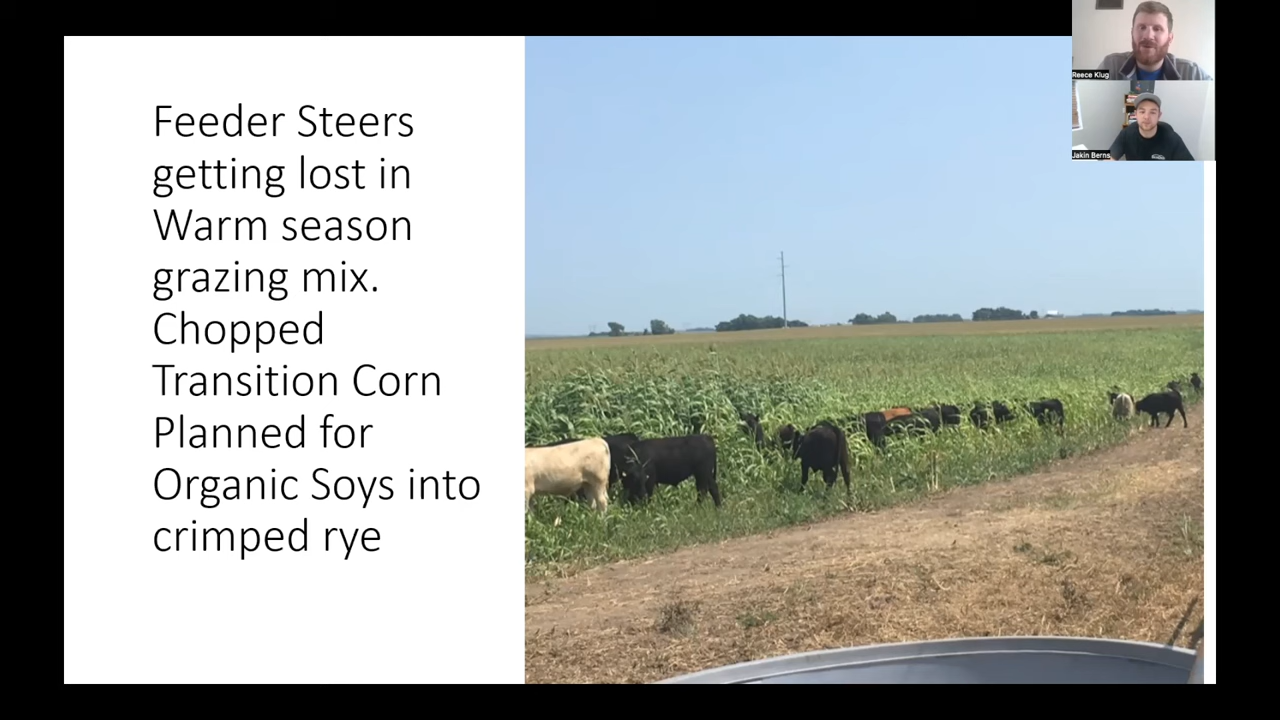 Feeder Steers
getting lost in
Warm season
grazing mix.
Chopped
Transition Corn
Planned for
Organic Soys into
crimped rye
Reece Klug
Jakin Berns